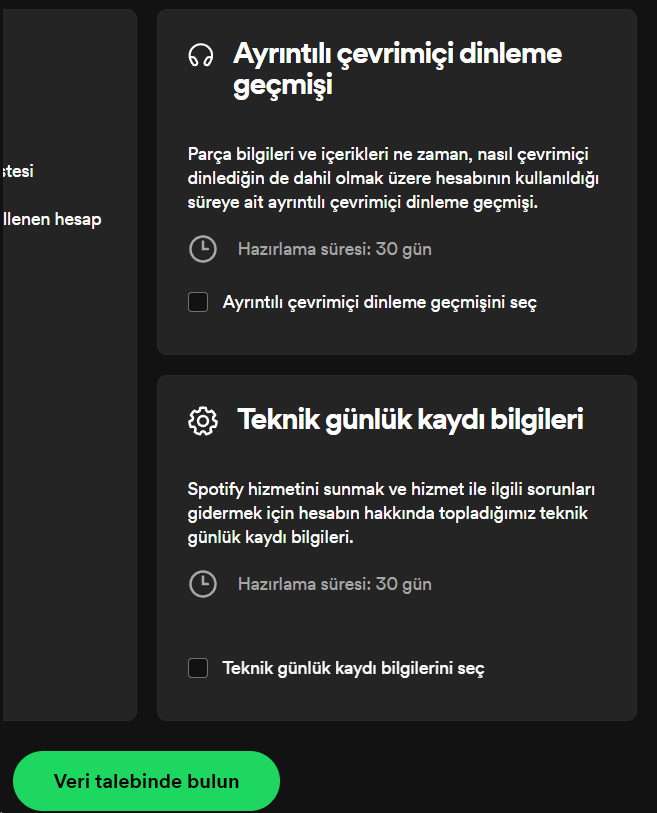 stesi
llenen hesap
Ayrıntılı çevrimiçi dinleme
geçmişi
Parça bilgileri ve içerikleri ne zaman, nasıl çevrimiçi
dinlediğin de dahil olmak üzere hesabının kullanıldığı
süreye ait ayrıntılı çevrimiçi dinleme geçmişi.
Hazırlama süresi: 30 gün
Ayrıntılı çevrimiçi dinleme geçmişini seç
Teknik günlük kaydı bilgileri
Spotify hizmetini sunmak ve hizmet ile ilgili sorunları
gidermek için hesabın hakkında topladığımız teknik
günlük kaydı bilgileri.
Hazırlama süresi: 30 gün
Teknik günlük kaydı bilgilerini seç
Veri talebinde bulun